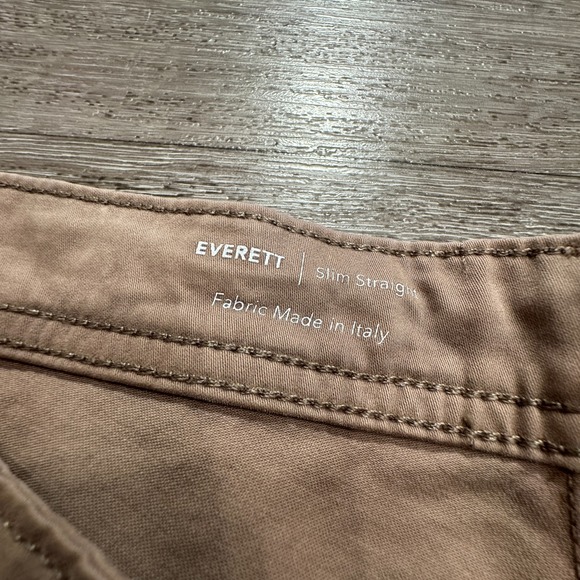 EVERETT | Slim Straight
Fabric Made in Italy